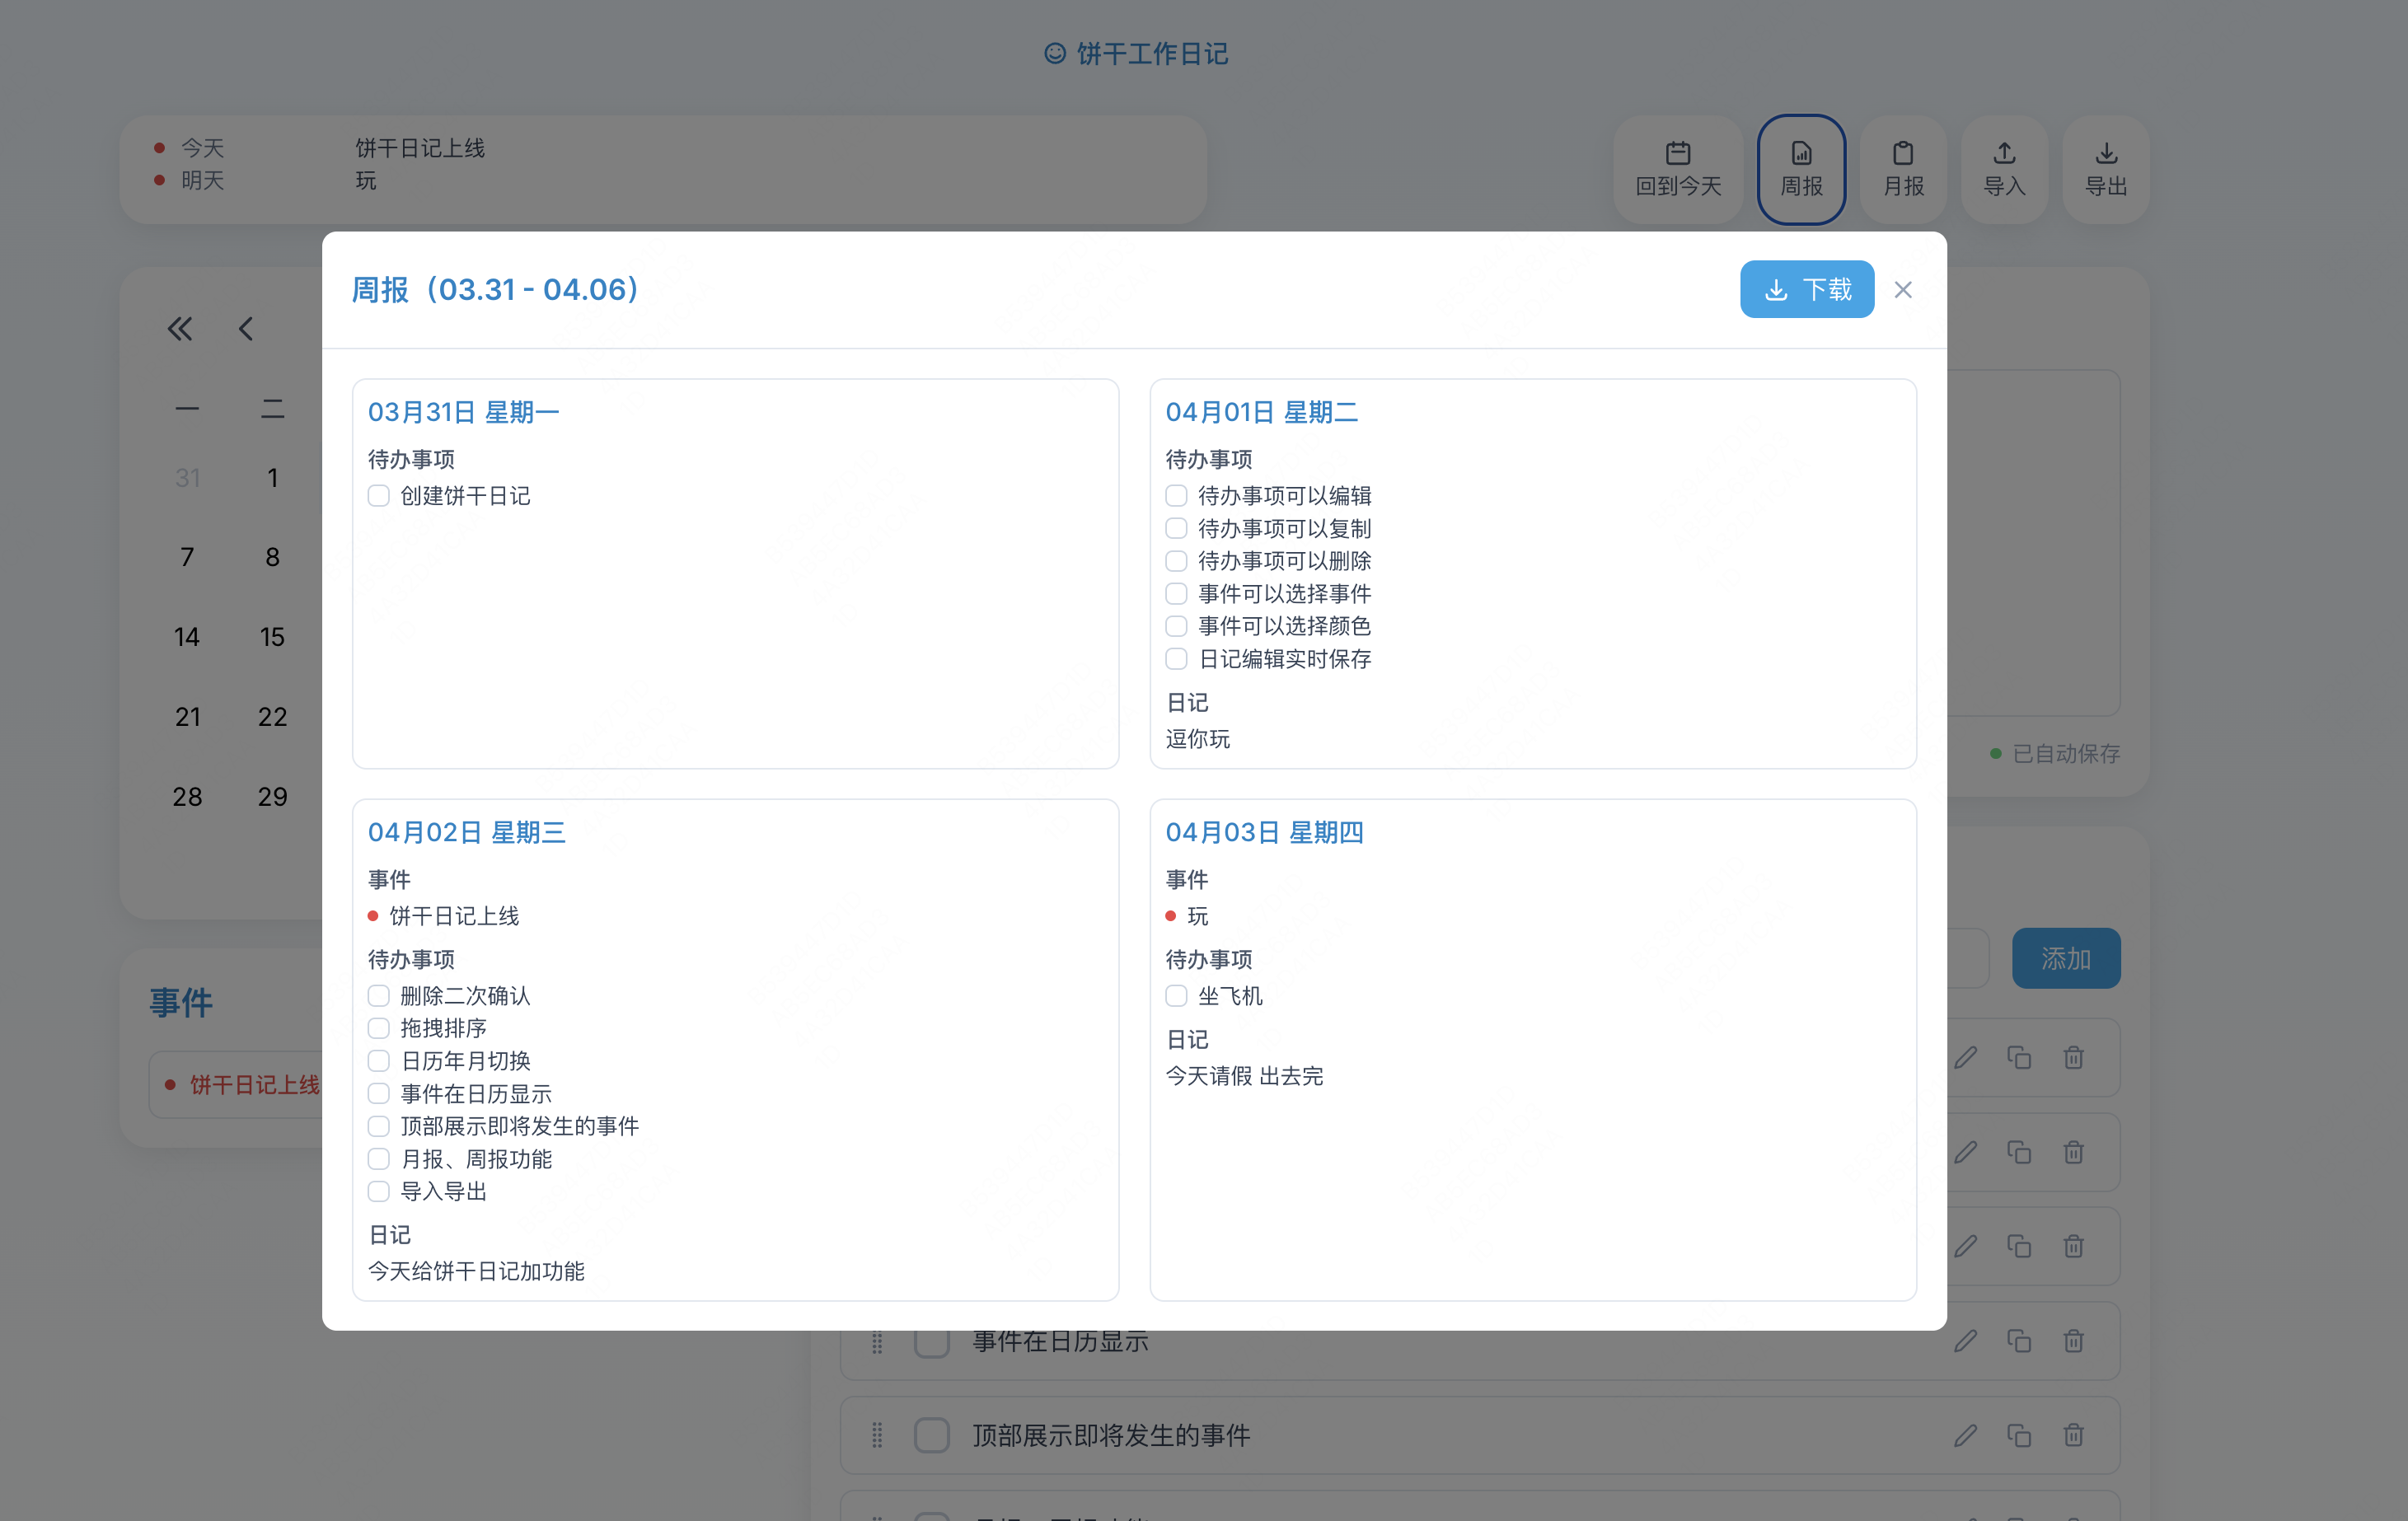 饼干工作日记
今天 饼干日记上线
明天 玩
回到今天
周报
月报
导入
导出
周报（03.31 - 04.06）
下载
一 二
31 1
7 8
14 15
21 22
28 29
03月31日 星期一
待办事项
创建饼干日记
04月01日 星期二
待办事项
待办事项可以编辑
待办事项可以复制
待办事项可以删除
事件可以选择事件
事件可以选择颜色
日记编辑实时保存
日记
逗你玩
已自动保存
04月02日 星期三
事件
饼干日记上线
待办事项
删除二次确认
拖拽排序
日历年月切换
事件在日历显示
顶部展示即将发生的事件
月报、周报功能
导入导出
日记
今天给饼干日记加功能
04月03日 星期四
事件
玩
待办事项
坐飞机
日记
今天请假 出去完
添加
事件
饼干日记上线
事件在日历显示
顶部展示即将发生的事件